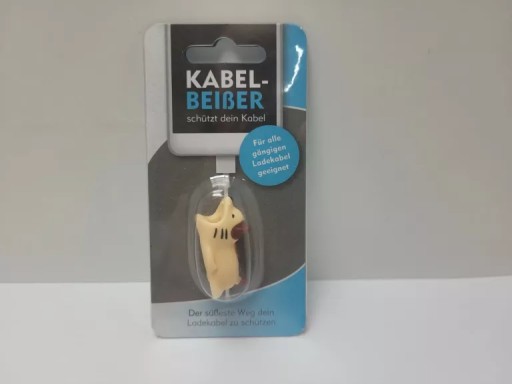 KABEL-
BEIẞER
schützt dein Kabel
Für alle
gängigen
Ladekabel
geeignet
Der süßeste Weg dein
Ladekabel zu schützen